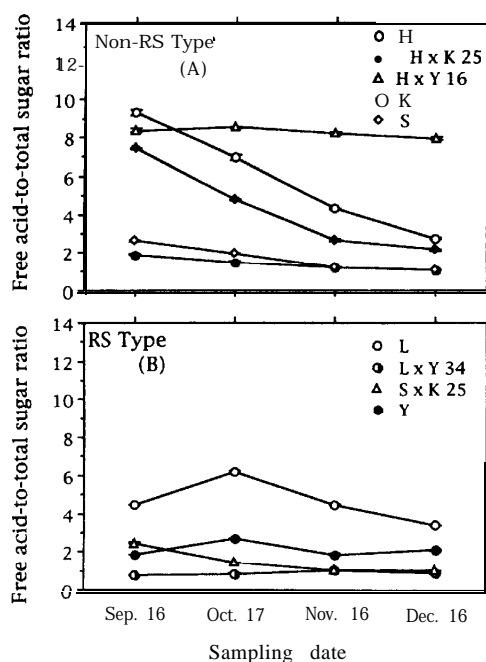 Free acid-to-total sugar ratio
14
12-
10
8
6
4
2
0
Non-RS Type
(A)
H
H x K 25
H x Y 16
O K
S
Free acid-to-total sugar ratio
14
12
10
8
6
4
2
0
RS Type
(B)
L
L x Y 34
S x K 25
Y
Sep. 16 Oct. 17 Nov. 16 Dec. 16
Sampling date